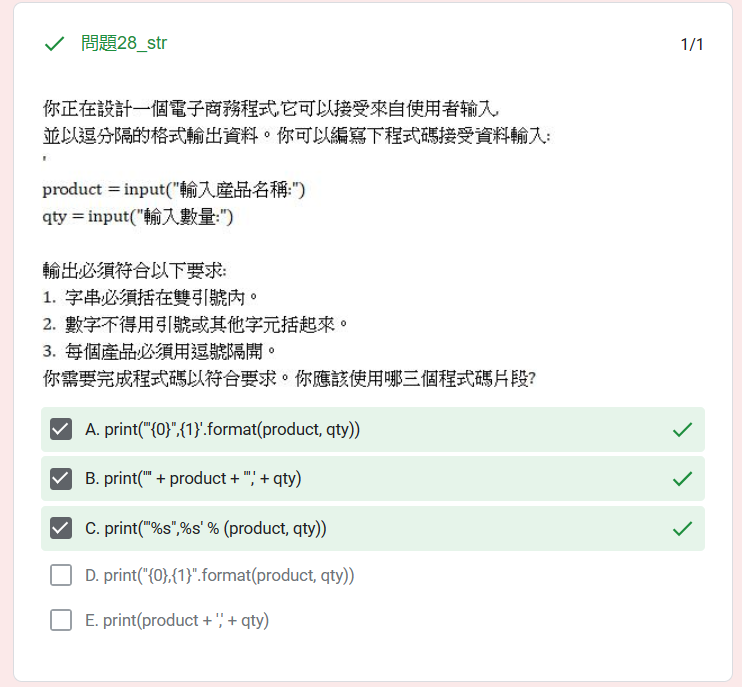 問題28_str
1/1
你正在設計一個電子商務程式,它可以接受來自使用者输入,
並以逗分隔的格式輸出資料。你可以編寫下程式碼接受資料輸入:
'
product = input("輸入產品名稱:")
qty = input("輸入數量:")
輸出必須符合以下要求:
1. 字串必須括在雙引號內。
2. 數字不得用引號或其他字元括起來。
3. 每個產品必須用逗號隔開。
你需要完成程式碼以符合要求。你應該使用哪三個程式碼片段?
A. print('"{0}",{1}'.format(product, qty))
B. print('"' + product + '",' + qty)
C. print('"%s",%s' % (product, qty))
D. print("{0},{1}".format(product, qty))
E. print(product + ',' + qty)